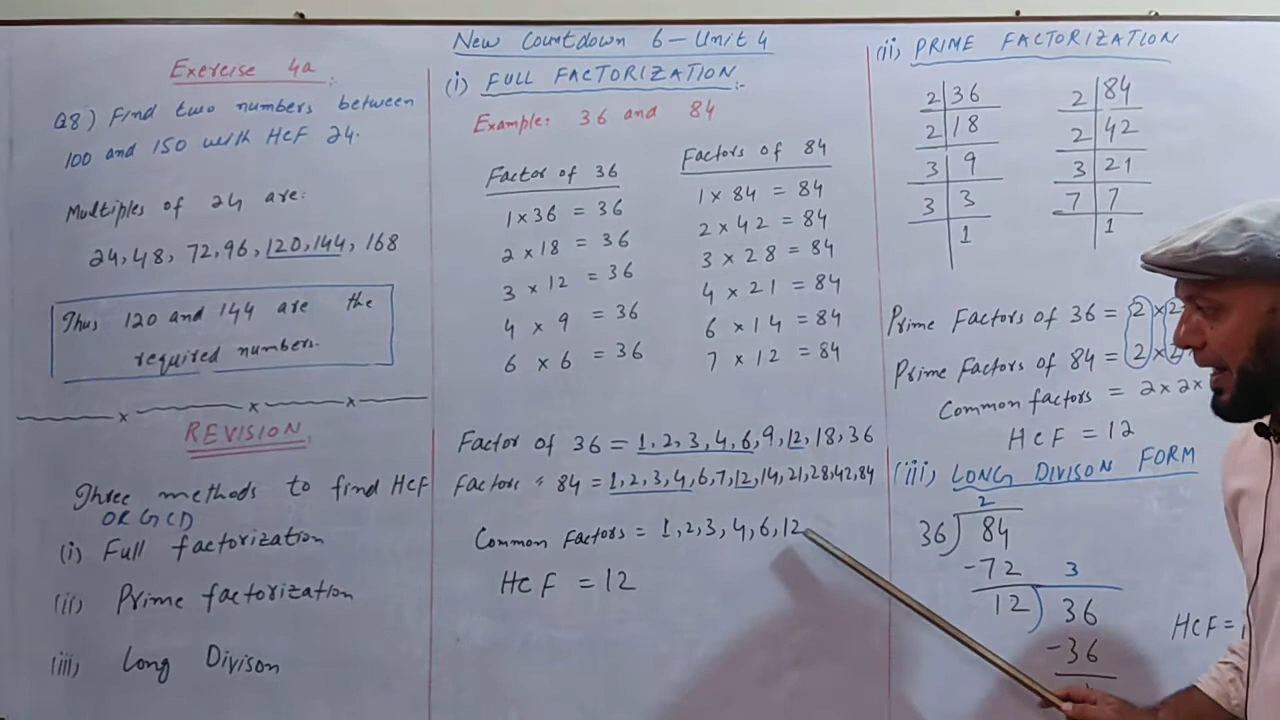 New Countdown 6 - Unit 4
Exercise 4a
Q8) Find two numbers between
100 and 150 with HCF 24.
Multiples of 24 are:
24, 48, 72, 96, 120, 144, 168
Thus 120 and 144 are the
required numbers.
REVISION
Three methods to find HCF
OR GCD
(i) Full factorization
(ii) Prime factorization
(iii) Long Divison
(i) FULL FACTORIZATION
Example: 36 and 84
Factor of 36
1 × 36 = 36
2 × 18 = 36
3 × 12 = 36
4 × 9 = 36
6 × 6 = 36
Factors of 84
1 × 84 = 84
2 × 42 = 84
3 × 28 = 84
4 × 21 = 84
6 × 14 = 84
7 × 12 = 84
Factor of 36 = 1, 2, 3, 4, 6, 9, 12, 18, 36
Factors " 84 = 1, 2, 3, 4, 6, 7, 12, 14, 21, 28, 42, 84
Common Factors = 1, 2, 3, 4, 6, 12
HCF = 12
(ii) PRIME FACTORIZATION
2 | 36
2 | 18
3 | 9
3 | 3
1
2 | 84
2 | 42
3 | 21
7 | 7
1
Prime Factors of 36 = 2 × 2
Prime Factors of 84 = 2 × 2
Common factors = 2 × 2 ×
HCF = 12
(iii) LONG DIVISON FORM
2
36 ) 84
-72 3
12 ) 36
-36
HCF =